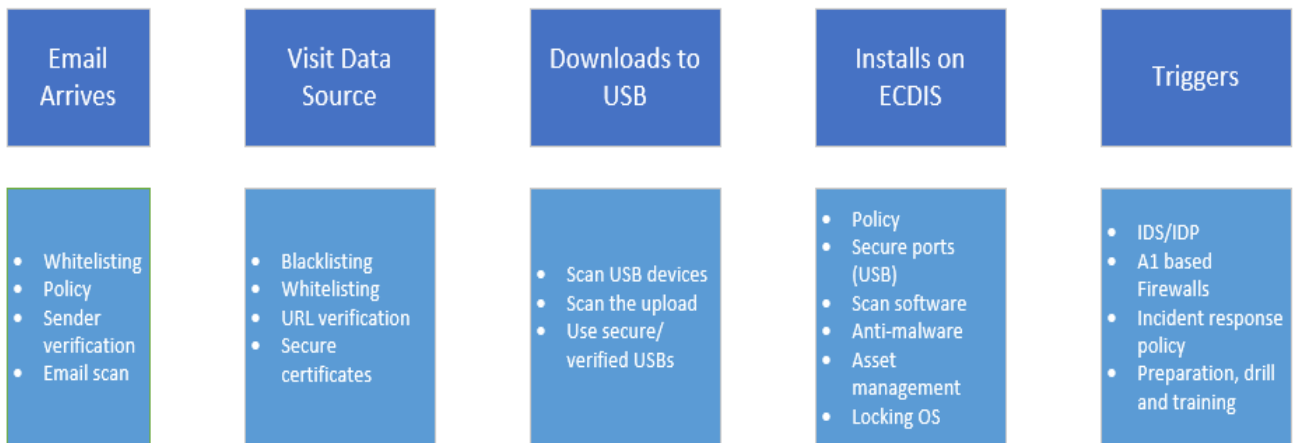 Email
Arrives
Visit Data
Source
Downloads to
USB
Installs on
ECDIS
Triggers
• Whitelisting
• Policy
• Sender
verification
• Email scan
• Blacklisting
• Whitelisting
• URL verification
• Secure
certificates
• Scan USB devices
• Scan the upload
• Use secure/
verified USBs
• Policy
• Secure ports
(USB)
• Scan software
• Anti-malware
• Asset
management
• Locking OS
• IDS/IDP
• A1 based
Firewalls
• Incident response
policy
• Preparation, drill
and training